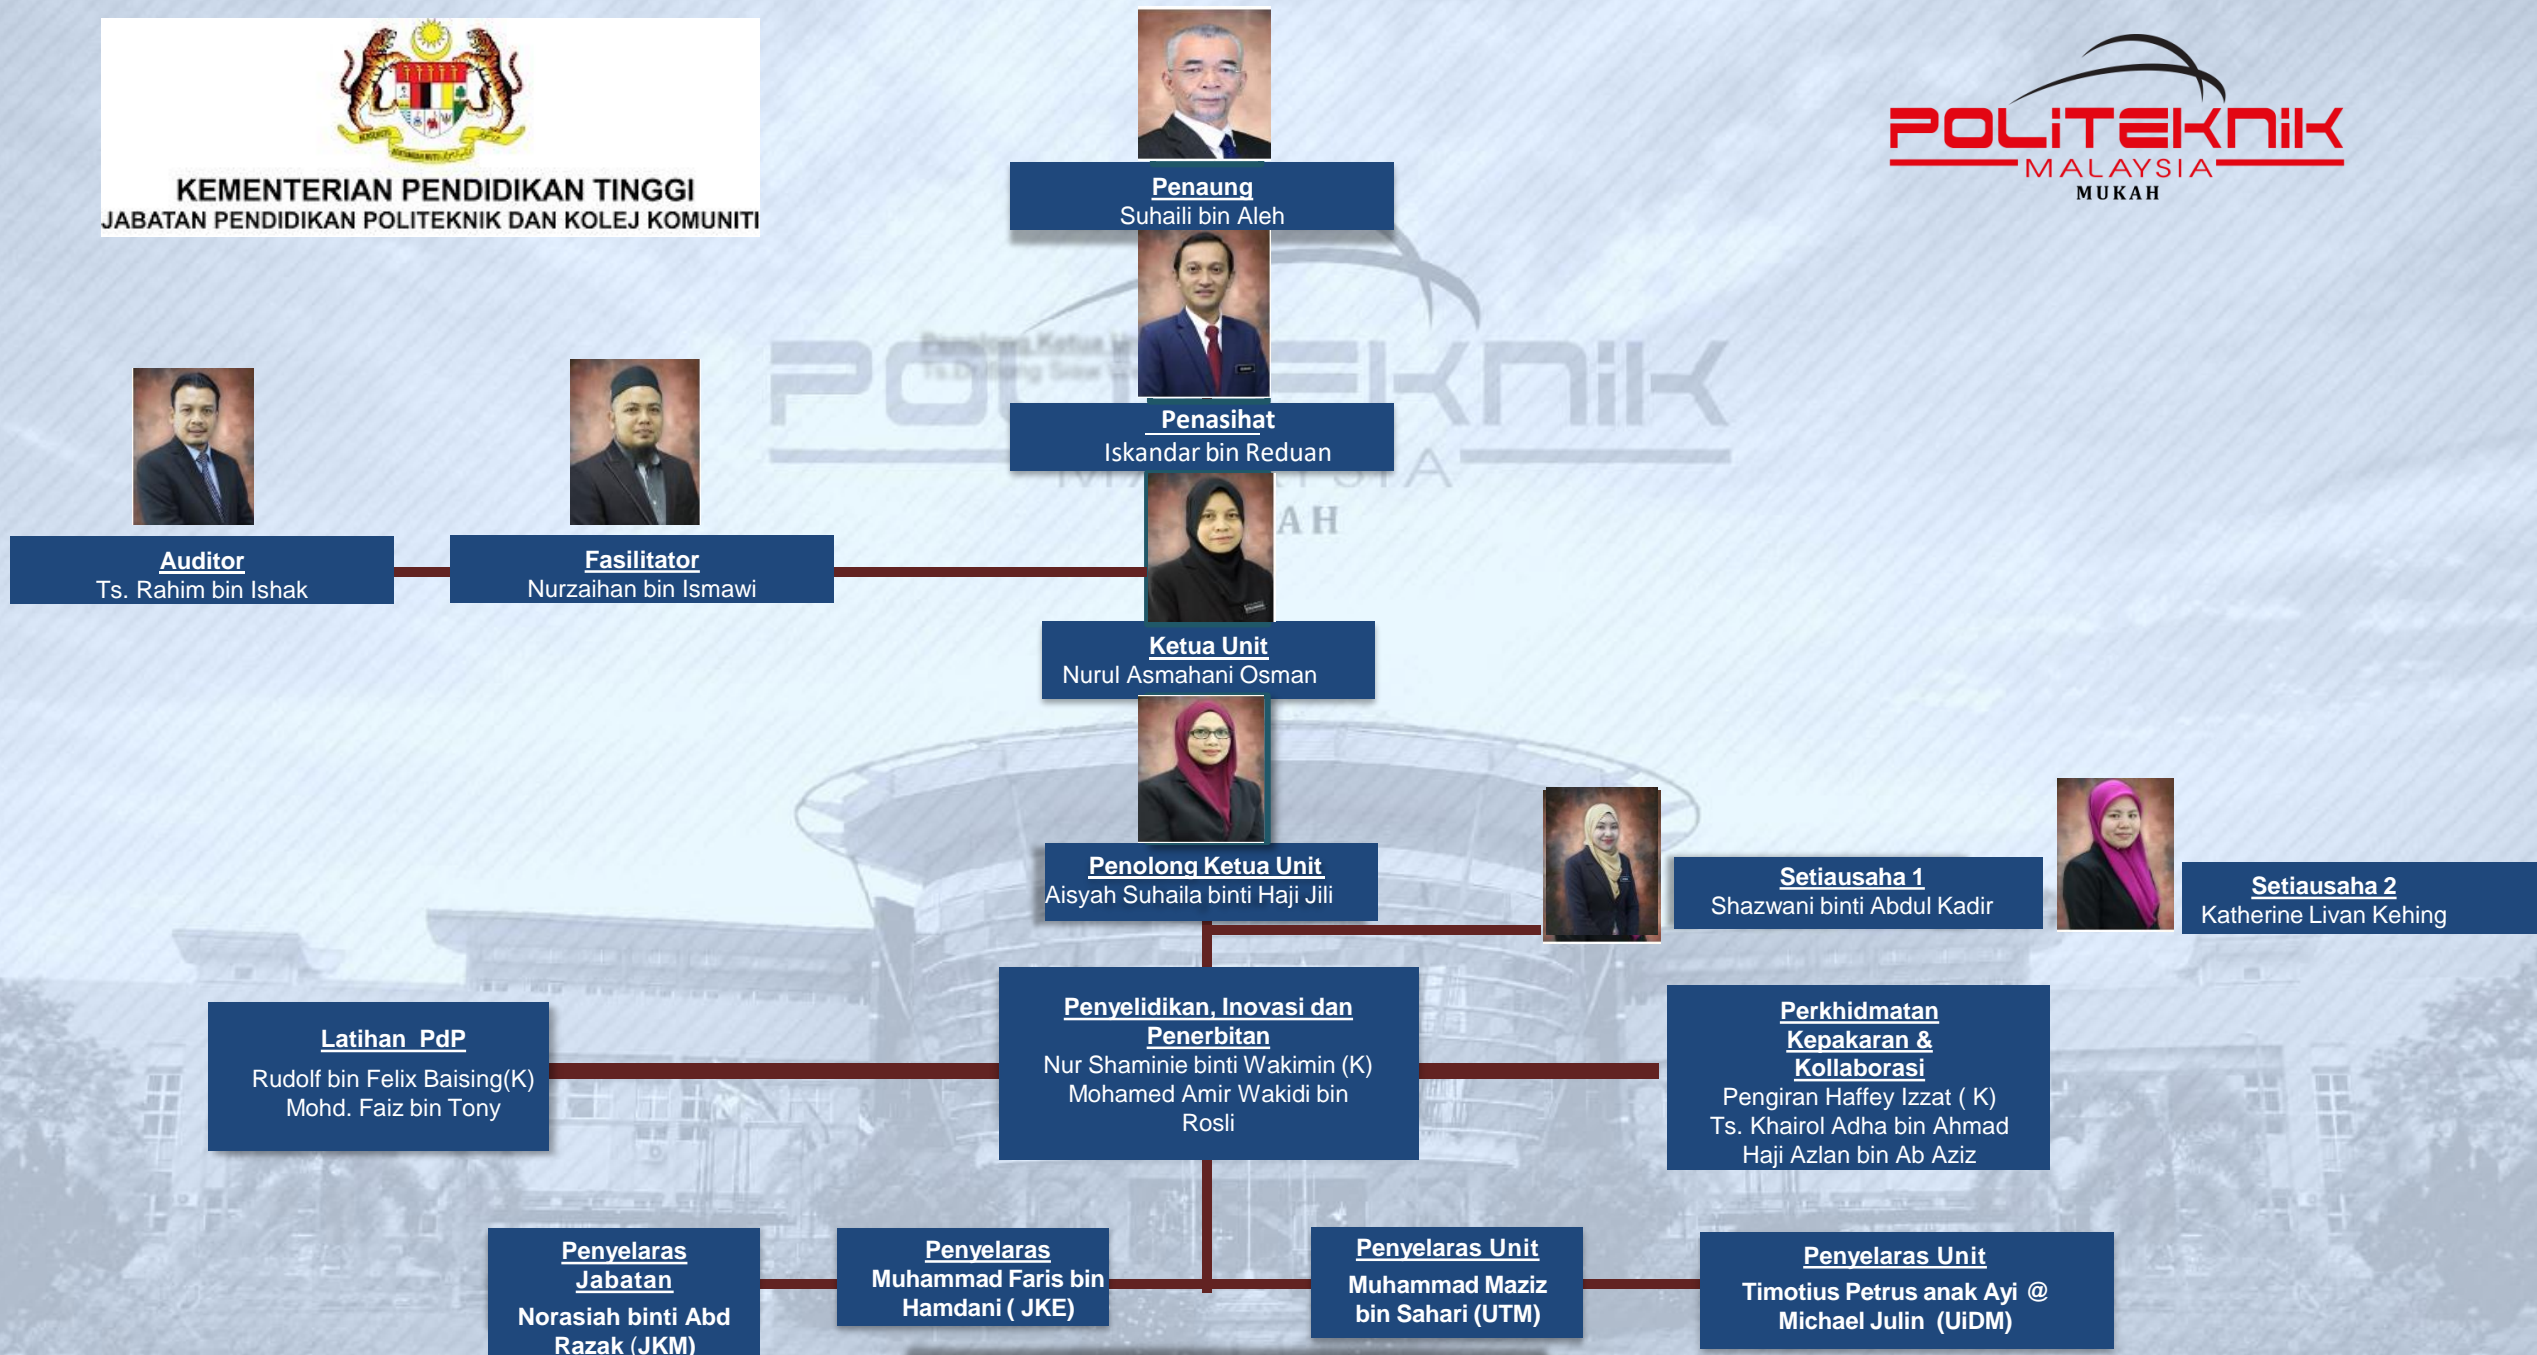 KEMENTERIAN PENDIDIKAN TINGGI
JABATAN PENDIDIKAN POLITEKNIK DAN KOLEJ KOMUNITI
POLiTEKNiK
MALAYSIA
MUKAH
Penaung
Suhaili bin Aleh
Penasihat
Iskandar bin Reduan
Auditor
Ts. Rahim bin Ishak
Fasilitator
Nurzaihan bin Ismawi
Ketua Unit
Nurul Asmahani Osman
Penolong Ketua Unit
Aisyah Suhaila binti Haji Jili
Setiausaha 1
Shazwani binti Abdul Kadir
Setiausaha 2
Katherine Livan Kehing
Latihan PdP
Rudolf bin Felix Baising(K)
Mohd. Faiz bin Tony
Penyelidikan, Inovasi dan
Penerbitan
Nur Shaminie binti Wakimin (K)
Mohamed Amir Wakidi bin
Rosli
Perkhidmatan
Kepakaran &
Kollaborasi
Pengiran Haffey Izzat ( K)
Ts. Khairol Adha bin Ahmad
Haji Azlan bin Ab Aziz
Penyelaras
Jabatan
Norasiah binti Abd
Razak (JKM)
Penyelaras
Muhammad Faris bin
Hamdani ( JKE)
Penyelaras Unit
Muhammad Maziz
bin Sahari (UTM)
Penyelaras Unit
Timotius Petrus anak Ayi @
Michael Julin (UiDM)